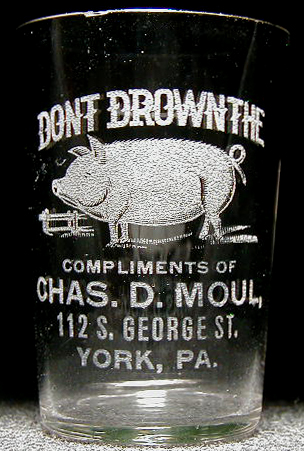 DONT DROWN THE
COMPLIMENTS OF
CHAS. D. MOUL,
112 S. GEORGE ST.
YORK, PA.